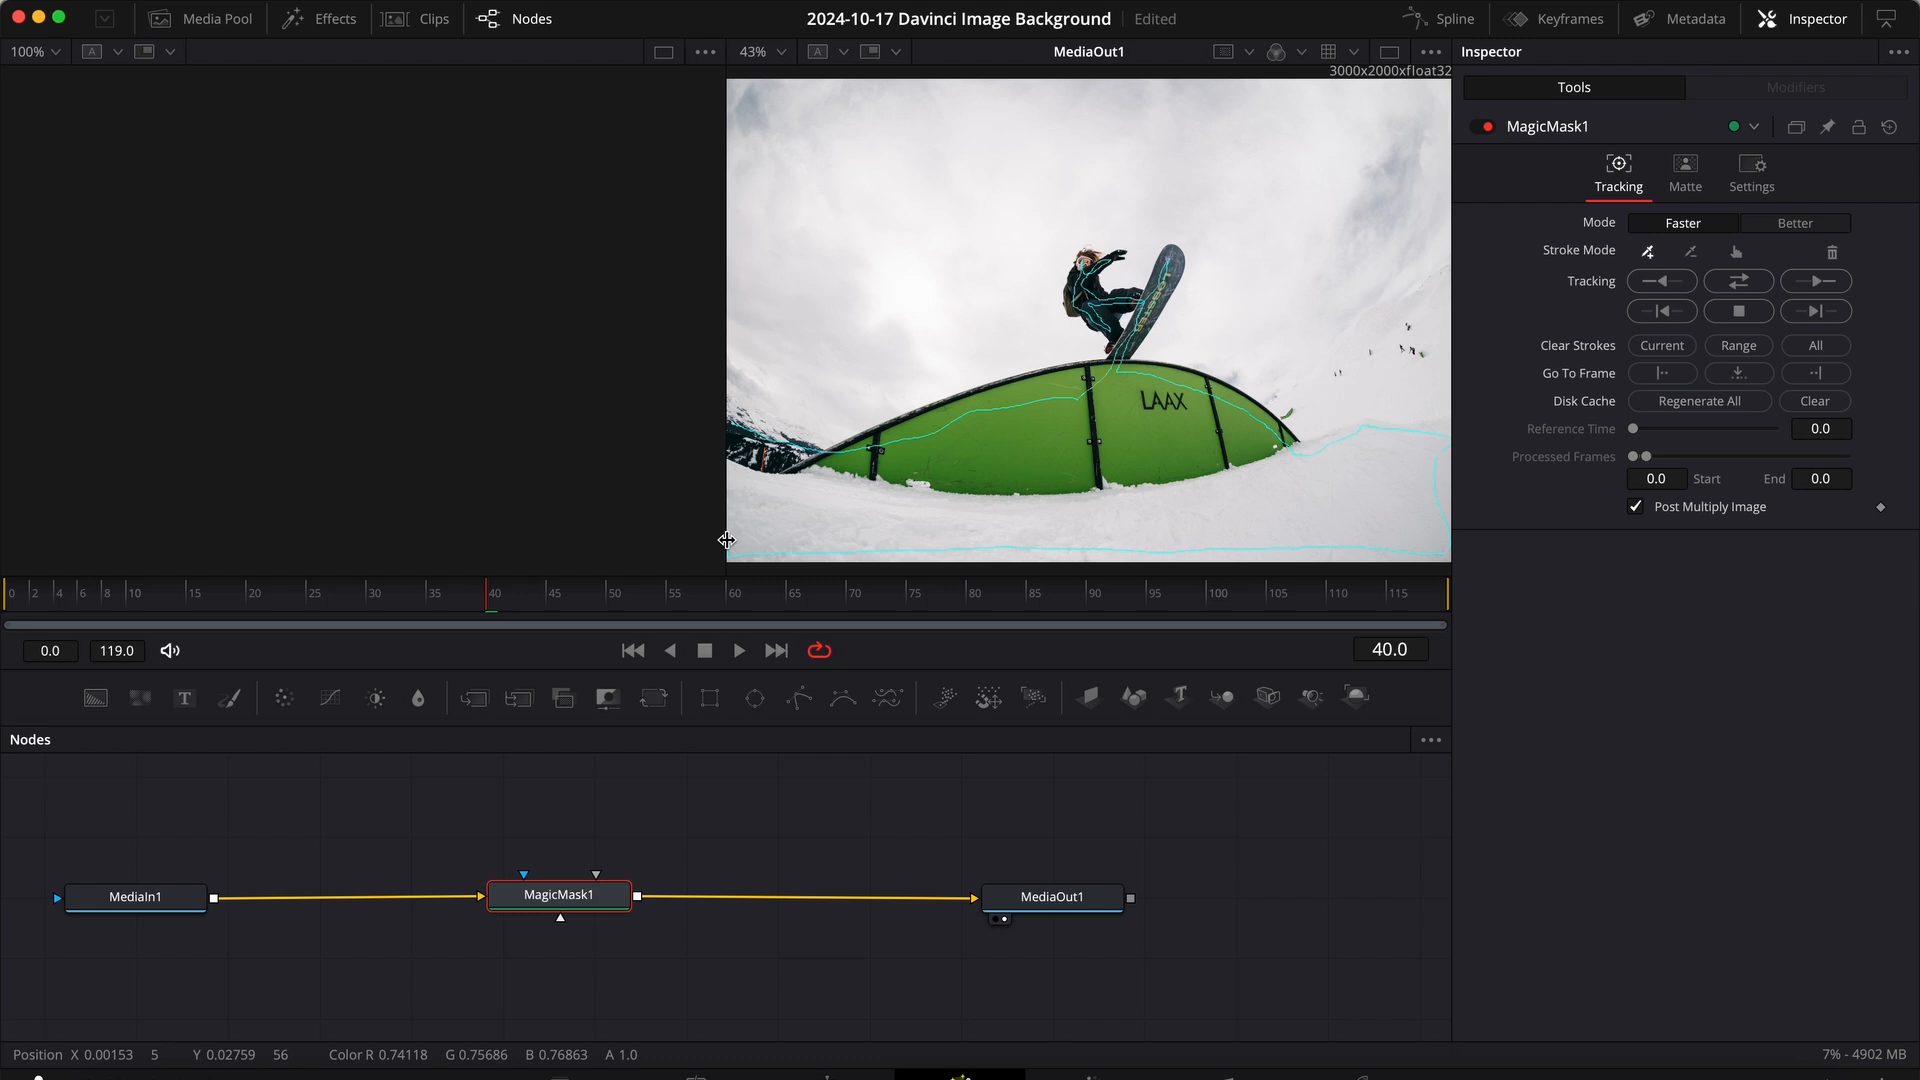 Media Pool
Effects
Clips
Nodes
2024-10-17 Davinci Image Background
Edited
Spline
Keyframes
Metadata
Inspector
100%
A
43%
A
MediaOut1
Inspector
3000x2000xfloat32
Tools
Modifiers
MagicMask1
Tracking
Matte
Settings
Mode
Faster
Better
Stroke Mode
Tracking
Clear Strokes
Current
Range
All
Go To Frame
Disk Cache
Regenerate All
Clear
Reference Time
0.0
Processed Frames
0.0
Start
End
0.0
Post Multiply Image
LOBSTER
LAAX
0 2 4 6 8 10 15 20 25 30 35 40 45 50 55 60 65 70 75 80 85 90 95 100 105 110 115
0.0
119.0
40.0
T
T
Nodes
MediaIn1
MagicMask1
MediaOut1
Position X 0.00153 5 Y 0.02759 56 Color R 0.74118 G 0.75686 B 0.76863 A 1.0
7% - 4902 MB